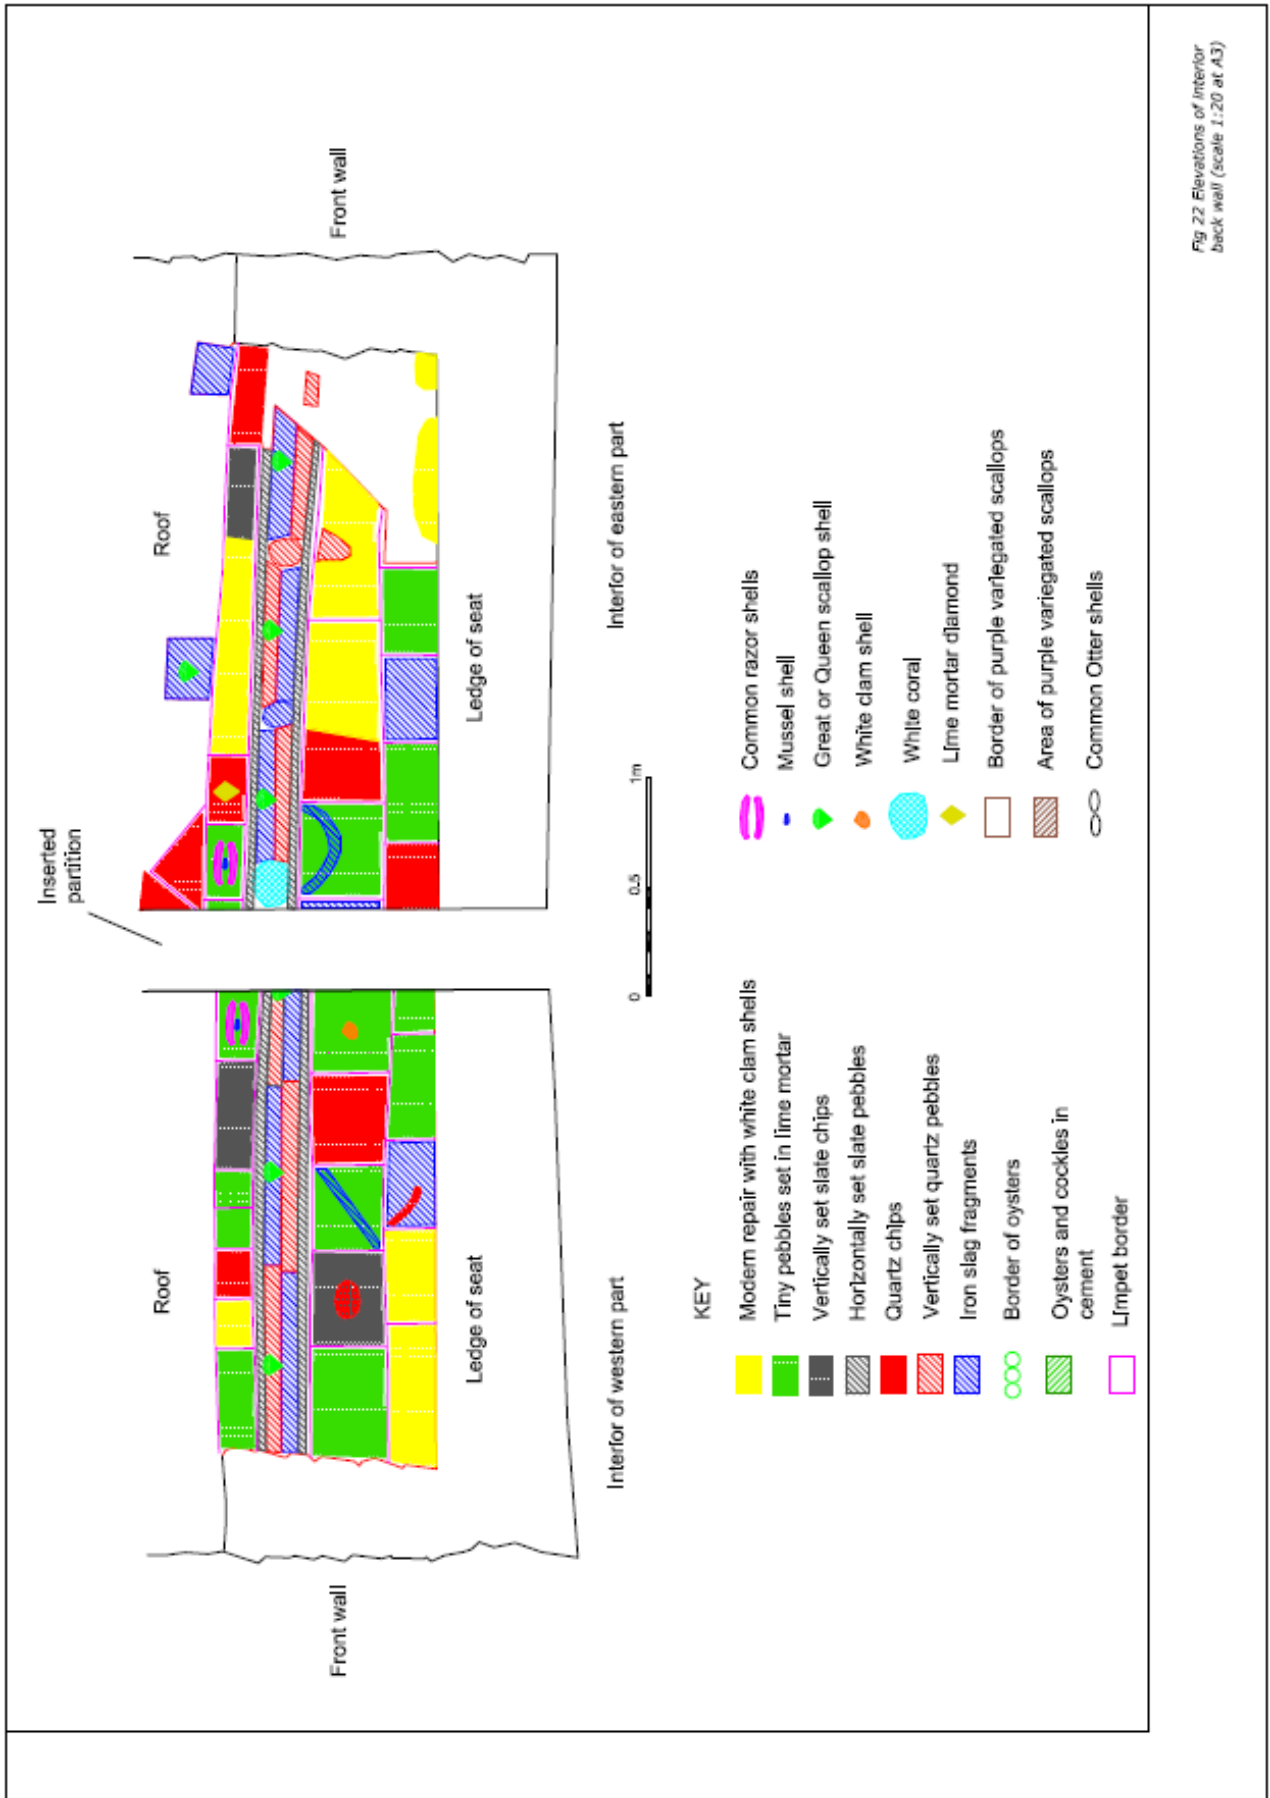 Inserted
partition
Roof
Roof
Front wall
Front wall
Ledge of seat
Ledge of seat
Interior of western part
Interior of eastern part
0
0.5
1m
KEY
Modern repair with white clam shells
Tiny pebbles set in lime mortar
Vertically set slate chips
Horizontally set slate pebbles
Quartz chips
Vertically set quartz pebbles
Iron slag fragments
Border of oysters
Oysters and cockles in
cement
Limpet border
Common razor shells
Mussel shell
Great or Queen scallop shell
White clam shell
White coral
Lime mortar diamond
Border of purple variegated scallops
Area of purple variegated scallops
Common Otter shells
Fig 22 Elevations of interior
back wall (scale 1:20 at A3)